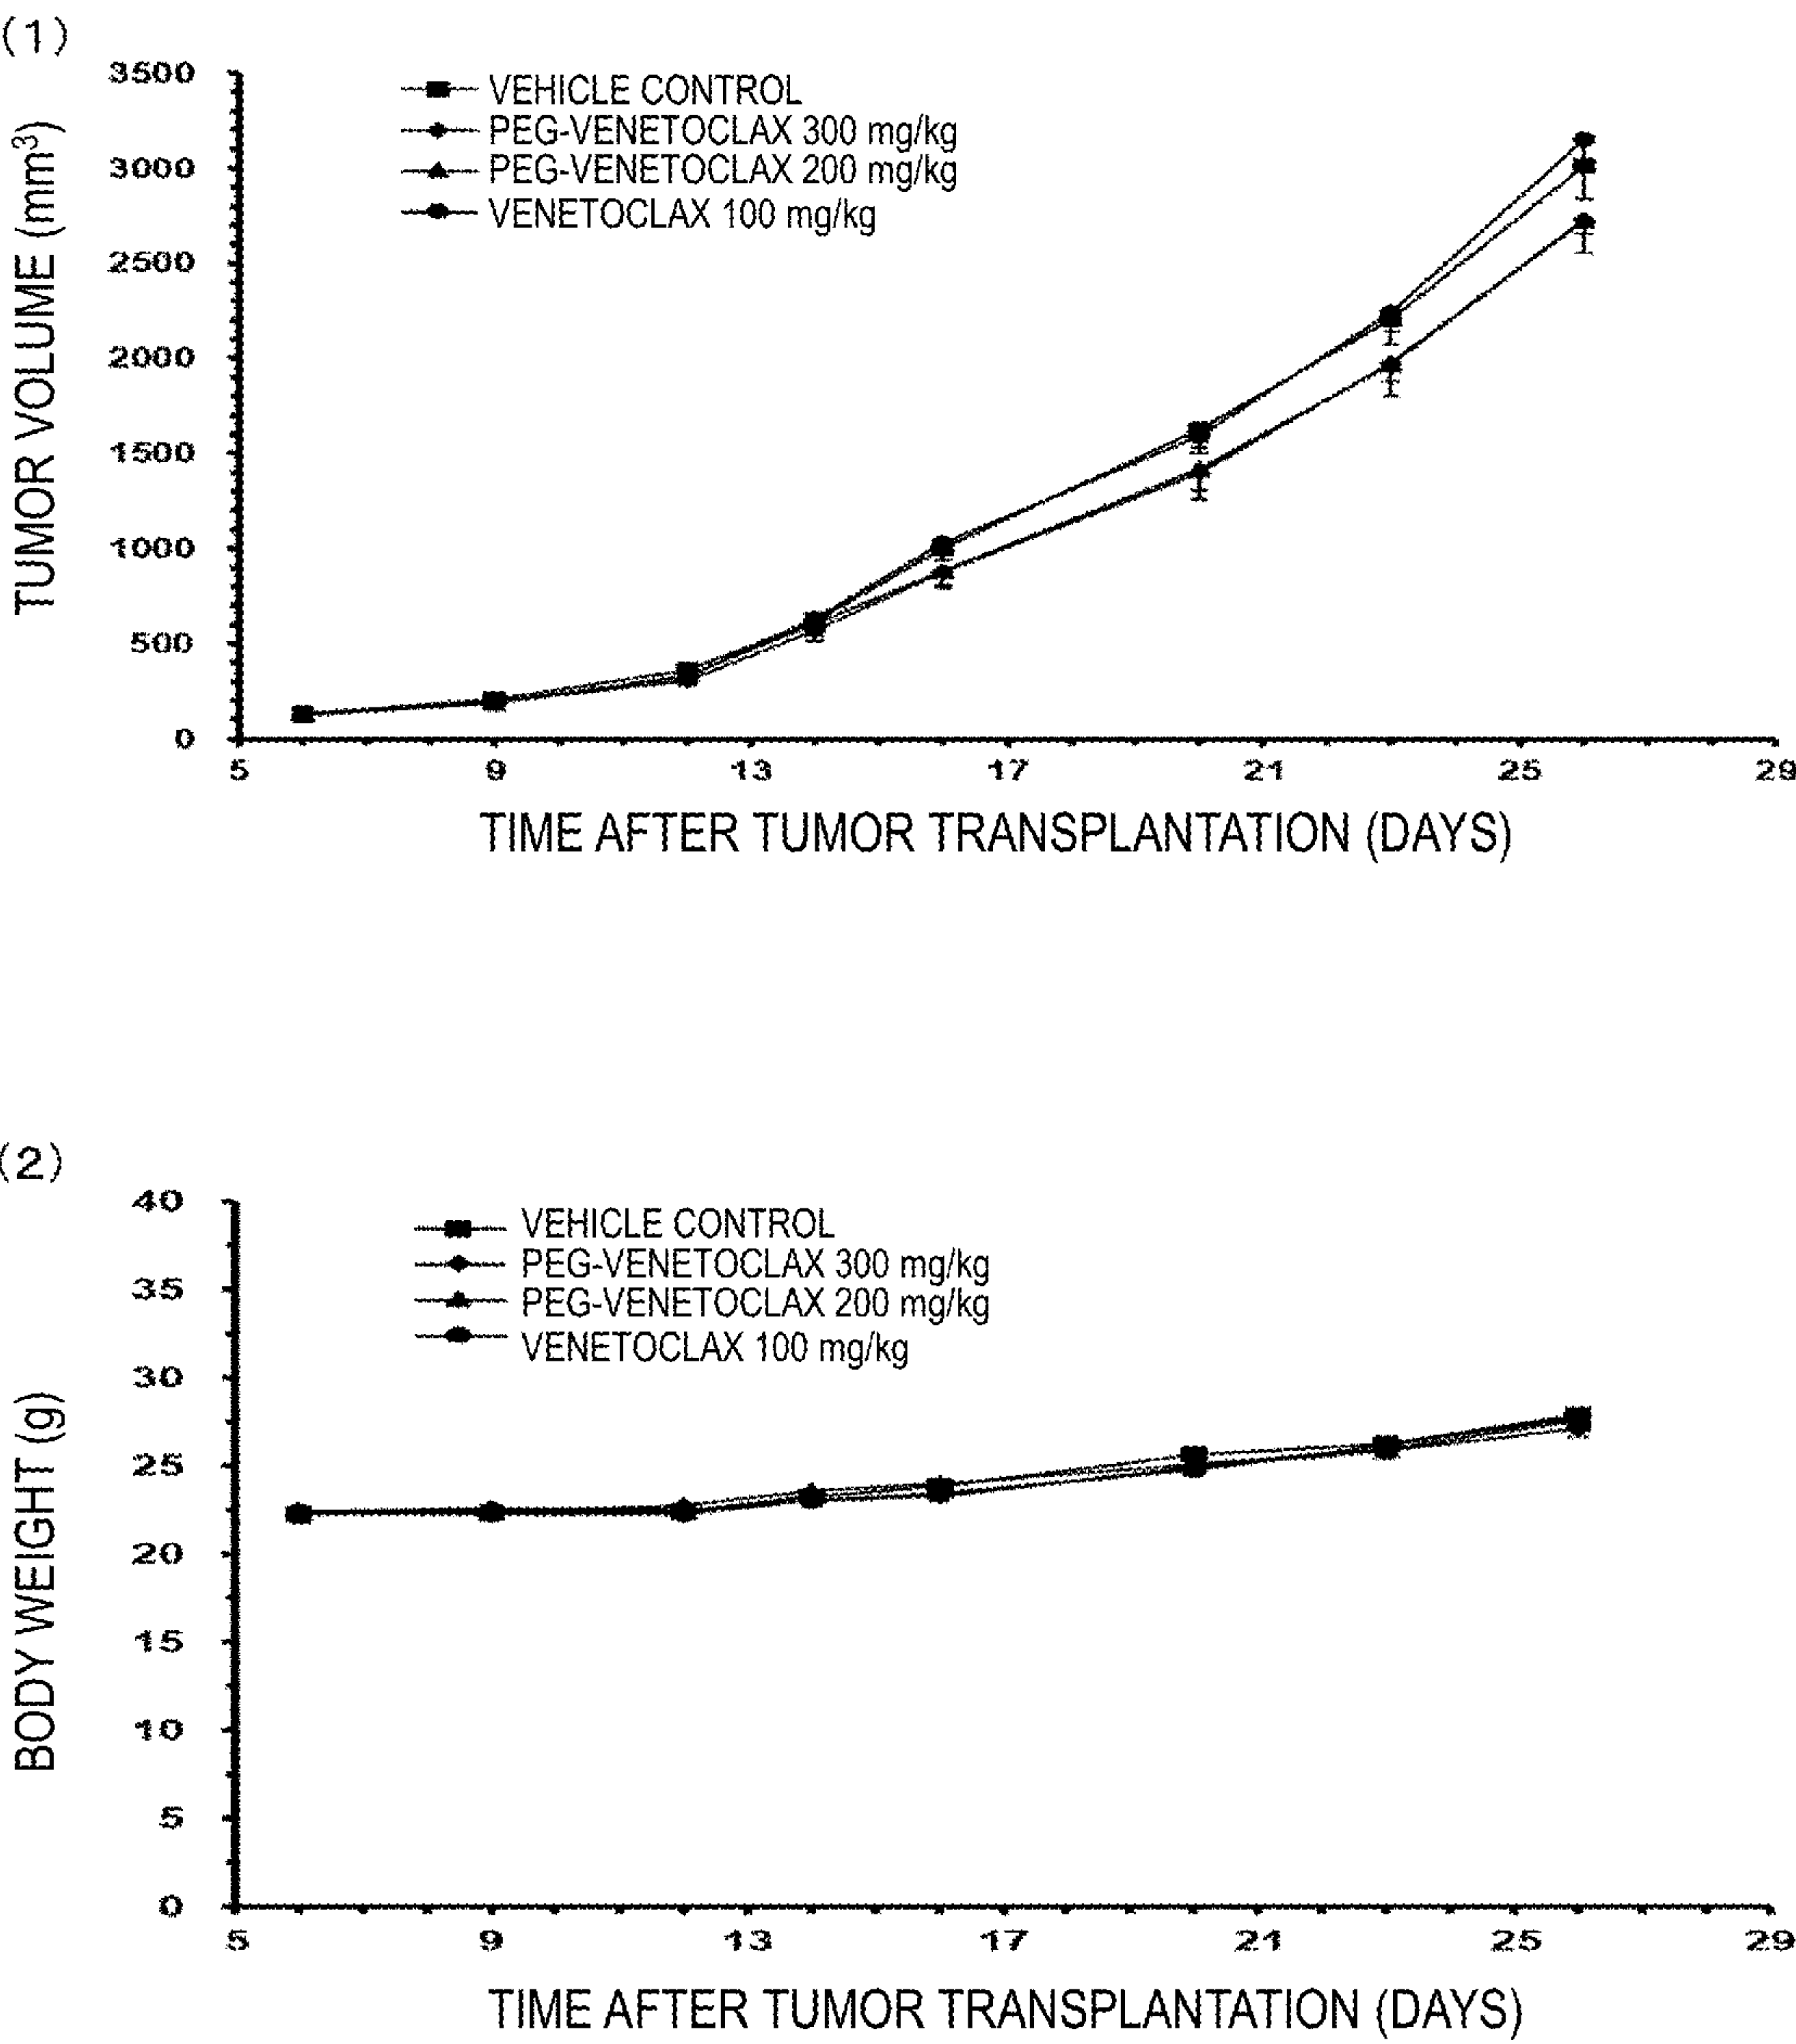 (1)
3500
3000
2500
2000
1500
1000
500
0
TUMOR VOLUME (mm³)
VEHICLE CONTROL
PEG-VENETOCLAX 300 mg/kg
PEG-VENETOCLAX 200 mg/kg
VENETOCLAX 100 mg/kg
5 9 13 17 21 25 29
TIME AFTER TUMOR TRANSPLANTATION (DAYS)
(2)
40
35
30
25
20
15
10
5
0
BODY WEIGHT (g)
VEHICLE CONTROL
PEG-VENETOCLAX 300 mg/kg
PEG-VENETOCLAX 200 mg/kg
VENETOCLAX 100 mg/kg
5 9 13 17 21 25 29
TIME AFTER TUMOR TRANSPLANTATION (DAYS)